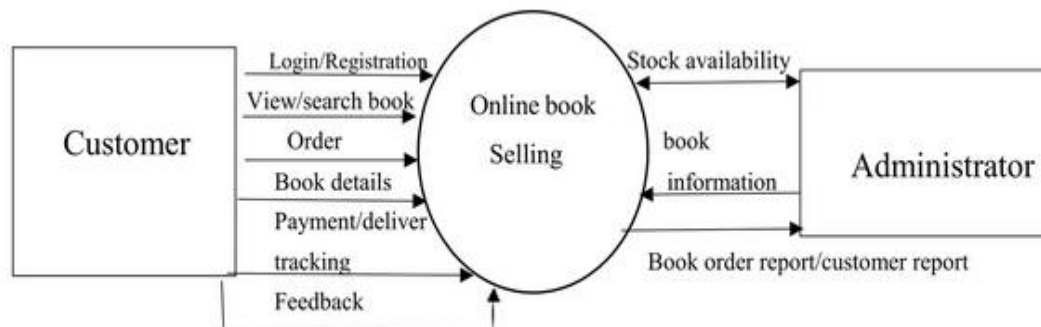 Customer
Login/Registration
View/search book
Order
Book details
Payment/deliver
tracking
Feedback
Online book
Selling
Stock availability
book
information
Book order report/customer report
Administrator